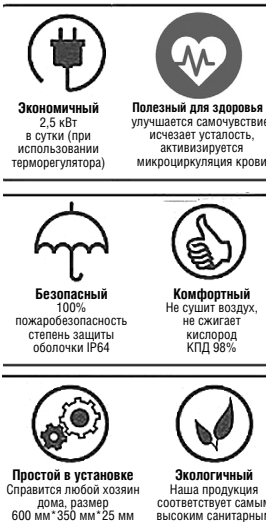 Экономичный
2,5 кВт
в сутки (при
использовании
терморегулятора)
Полезный для здоровья
улучшается самочувствие
исчезает усталость,
активизируется
микроциркуляция крови
Безопасный
100%
пожаробезопасность
степень защиты
оболочки IP64
Комфортный
Не сушит воздух,
не сжигает
кислород
КПД 98%
Простой в установке
Справится любой хозяин
дома, размер
600 мм*350 мм*25 мм
Экологичный
Наша продукция
соответствует самым
высоким санитарным